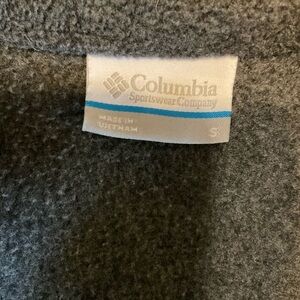 Columbia
Sportswear Company
MADE IN
VIETNAM
S